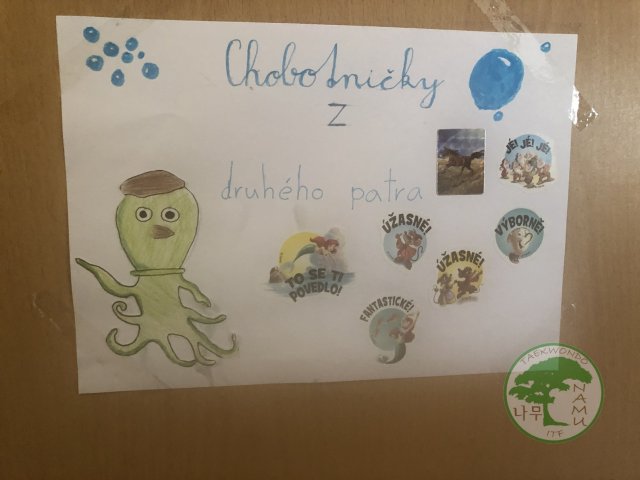 Chobotničky
z
druhého patra
JÉ! JÉ! JÉ!
ÚŽASNÉ!
VÝBORNĚ!
TO SE TI
POVEDLO!
ÚŽASNÉ!
FANTASTICKÉ!
TAEKWONDO
NAMU
나무
ITF